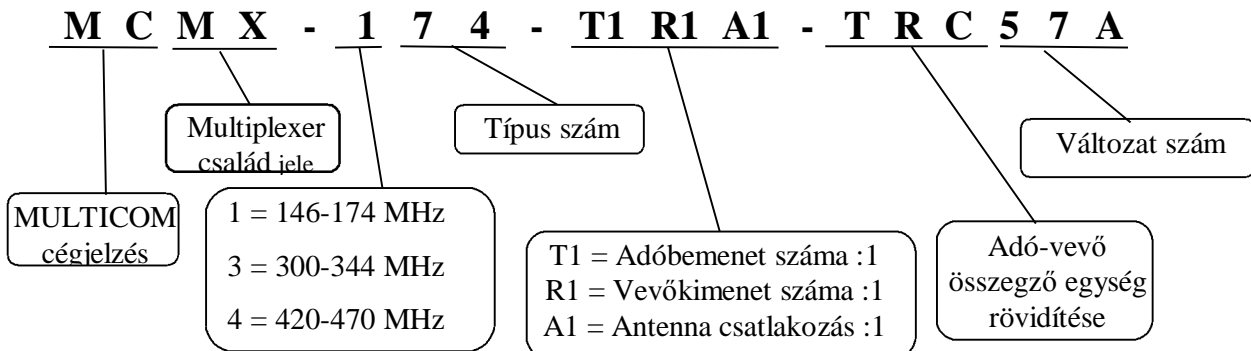 M C M X - 1 7 4 - T1 R1 A1 - T R C 5 7 A
Multiplexer
család jele
Típus szám
Változat szám
MULTICOM
cégjelzés
1 = 146-174 MHz
3 = 300-344 MHz
4 = 420-470 MHz
T1 = Adóbemenet száma :1
R1 = Vevőkimenet száma :1
A1 = Antenna csatlakozás :1
Adó-vevő
összegző egység
rövidítése